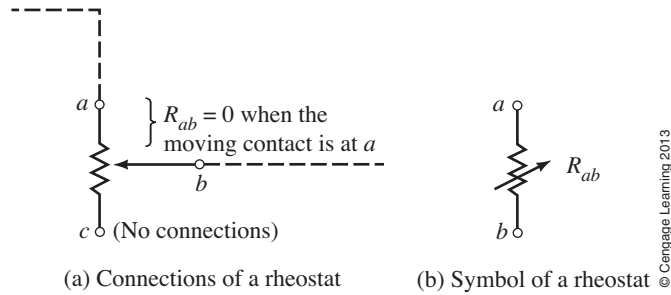 a
R_ab = 0 when the
moving contact is at a
b
c (No connections)
(a) Connections of a rheostat
a
R_ab
b
(b) Symbol of a rheostat
© Cengage Learning 2013